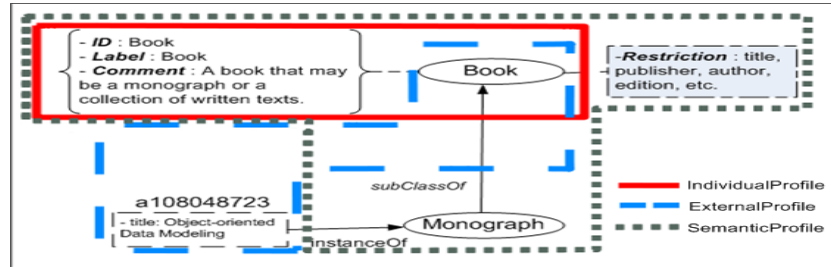 - ID : Book
- Label : Book
- Comment : A book that may
be a monograph or a
collection of written texts.
Book
-Restriction : title,
publisher, author,
edition, etc.
subClassOf
a108048723
- title: Object-oriented
Data Modeling
instanceOf
Monograph
IndividualProfile
ExternalProfile
SemanticProfile